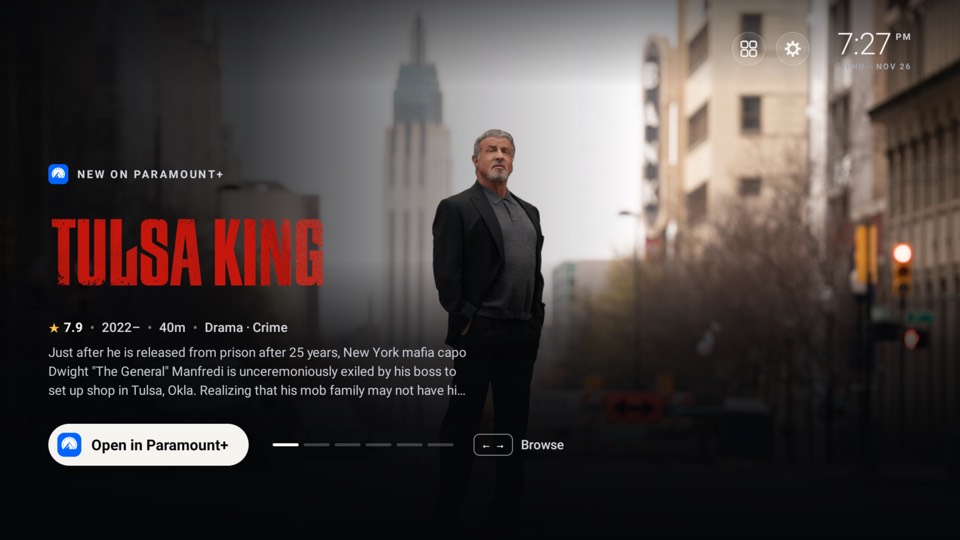 7:27 PM
THU · NOV 26
NEW ON PARAMOUNT+
TULSA KING
★ 7.9 • 2022– • 40m • Drama · Crime
Just after he is released from prison after 25 years, New York mafia capo
Dwight "The General" Manfredi is unceremoniously exiled by his boss to
set up shop in Tulsa, Okla. Realizing that his mob family may not have hi…
Open in Paramount+
← → Browse